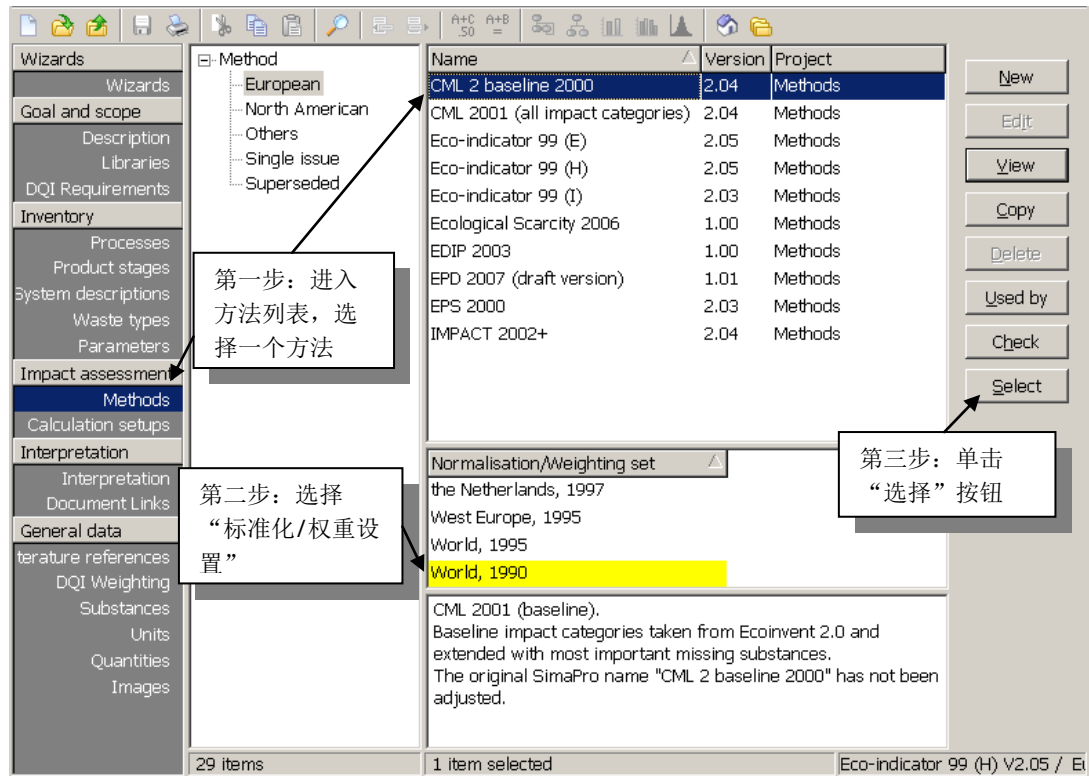 A+C
.50
A+B
=
Wizards
Wizards
Goal and scope
Description
Libraries
DQI Requirements
Inventory
Processes
Product stages
System descriptions
Waste types
Parameters
Impact assessment
Methods
Calculation setups
Interpretation
Interpretation
Document Links
General data
terature references
DQI Weighting
Substances
Units
Quantities
Images
Method
European
North American
Others
Single issue
Superseded
29 items
Name Version Project
CML 2 baseline 2000 2.04 Methods
CML 2001 (all impact categories) 2.04 Methods
Eco-indicator 99 (E) 2.05 Methods
Eco-indicator 99 (H) 2.05 Methods
Eco-indicator 99 (I) 2.03 Methods
Ecological Scarcity 2006 1.00 Methods
EDIP 2003 1.00 Methods
EPD 2007 (draft version) 1.01 Methods
EPS 2000 2.03 Methods
IMPACT 2002+ 2.04 Methods
Normalisation/Weighting set
the Netherlands, 1997
West Europe, 1995
World, 1995
World, 1990
CML 2001 (baseline).
Baseline impact categories taken from Ecoinvent 2.0 and
extended with most important missing substances.
The original SimaPro name "CML 2 baseline 2000" has not been
adjusted.
1 item selected
Eco-indicator 99 (H) V2.05 /
New
Edit
View
Copy
Delete
Used by
Check
Select
第一步：进入
方法列表，选
择一个方法
第二步：选择
“标准化/权重设
置”
第三步：单击
“选择”按钮